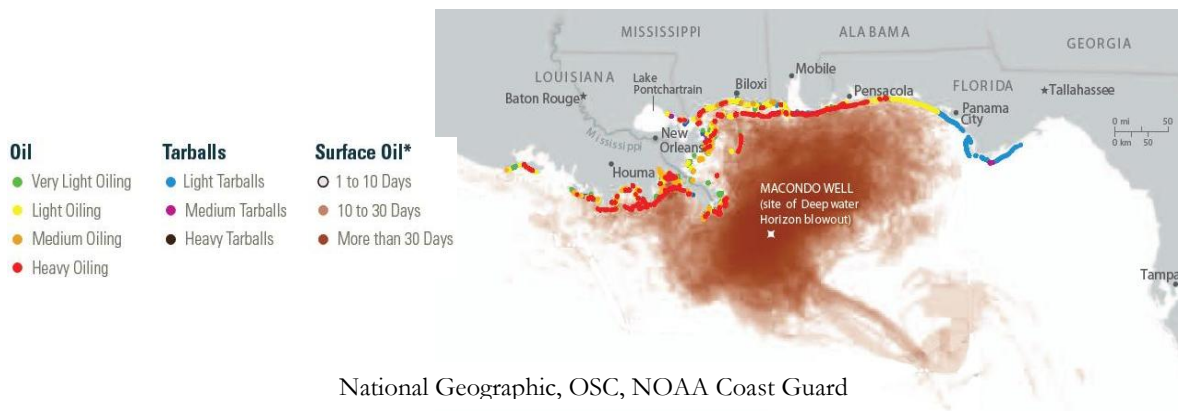 Oil
Very Light Oiling
Light Oiling
Medium Oiling
Heavy Oiling
Tarballs
Light Tarballs
Medium Tarballs
Heavy Tarballs
Surface Oil*
1 to 10 Days
10 to 30 Days
More than 30 Days
MISSISSIPPI
ALABAMA
GEORGIA
LOUISIANA
Baton Rouge
Lake
Pontchartrain
Biloxi
Mobile
Pensacola
FLORIDA
Tallahassee
Panama
City
0 mi 50
0 km 50
Mississippi
New
Orleans
Houma
MACONDO WELL
(site of Deepwater
Horizon blowout)
Tampa
National Geographic, OSC, NOAA Coast Guard